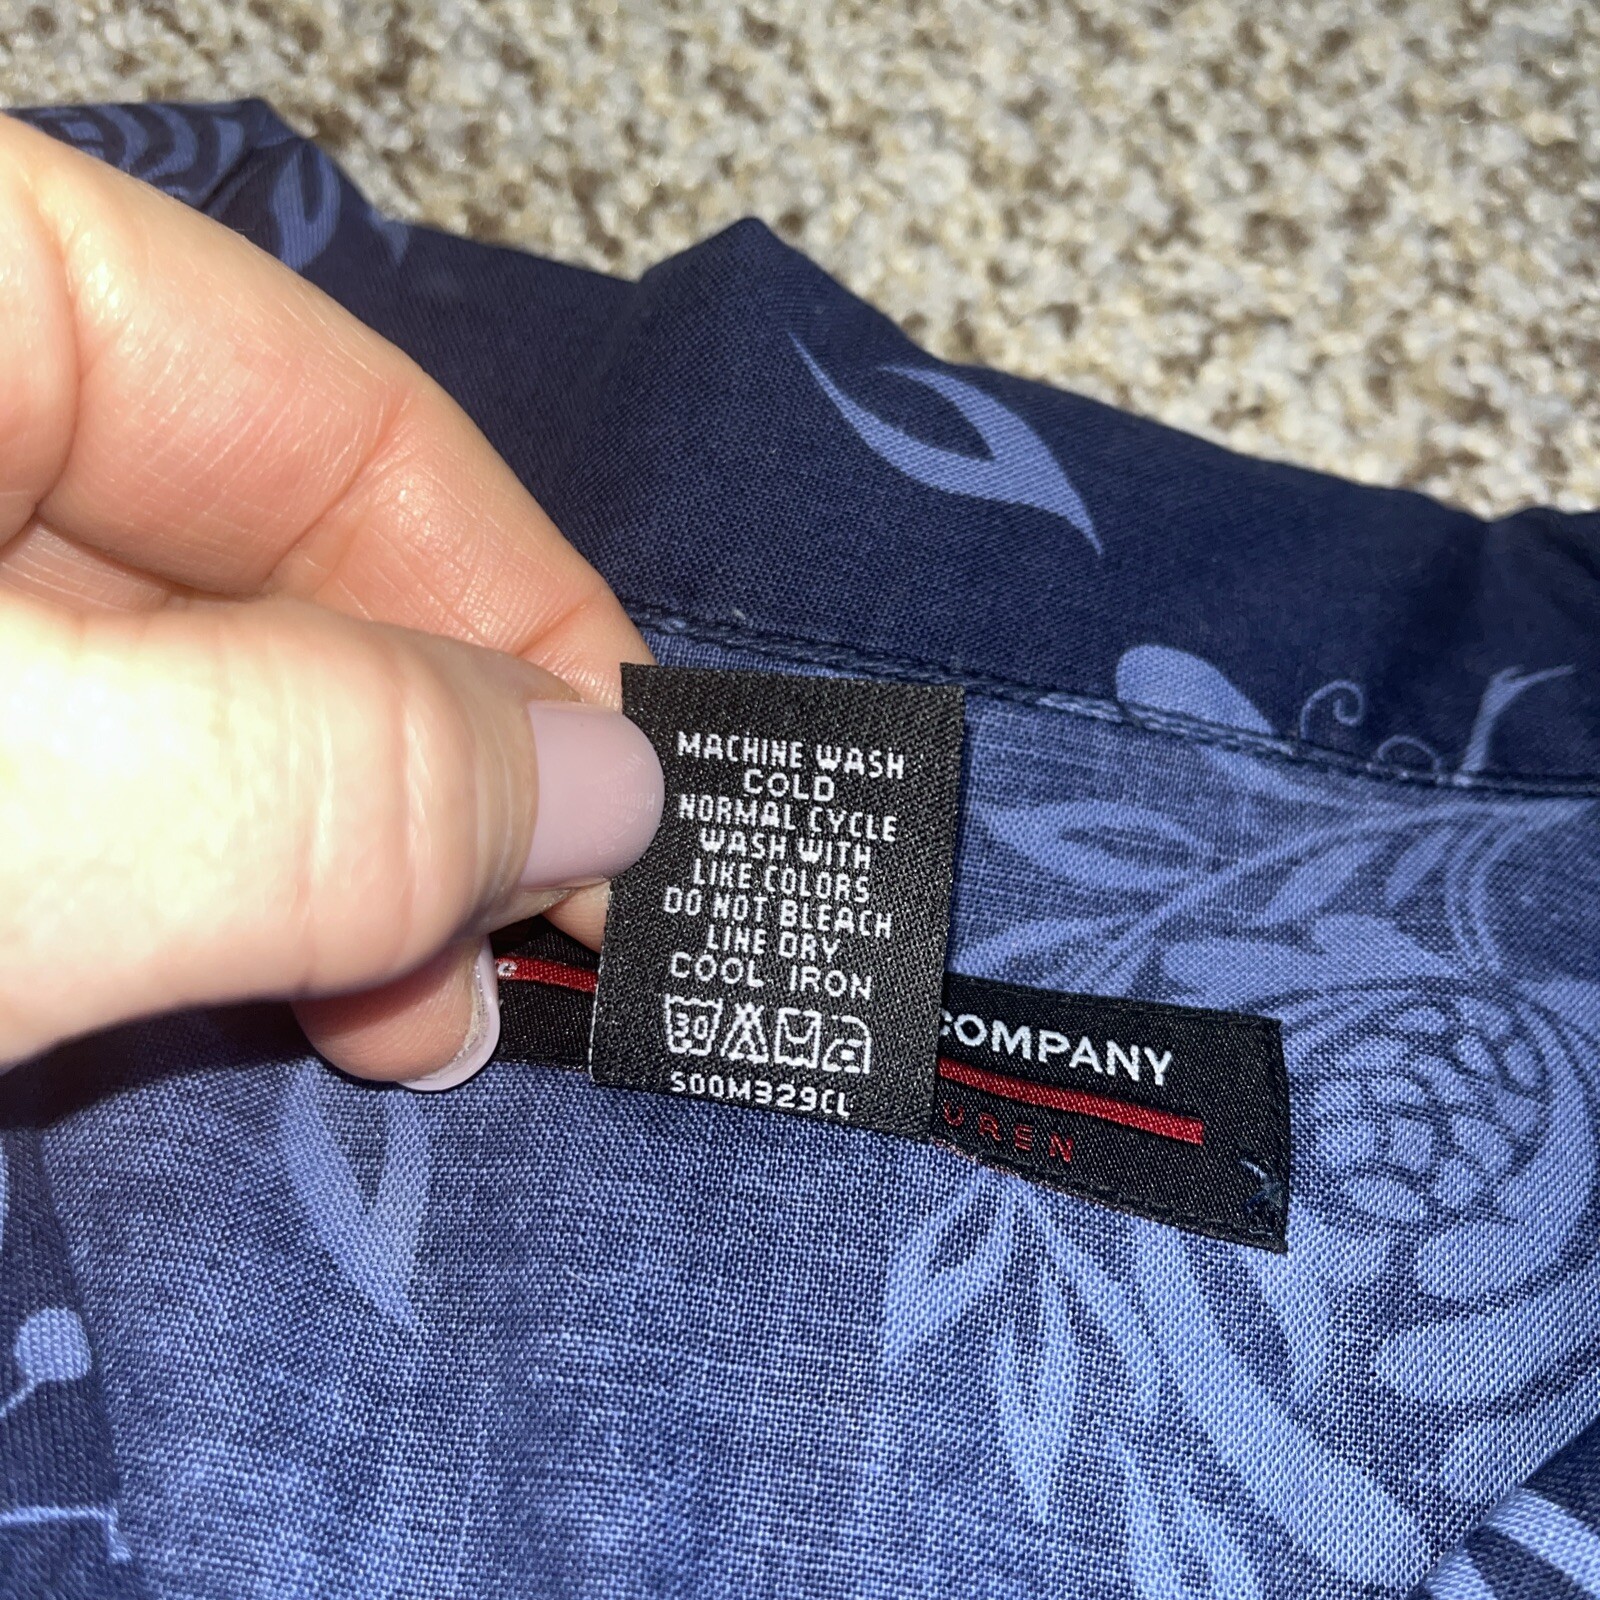 MACHINE WASH
COLD
NORMAL CYCLE
WASH WITH
LIKE COLORS
DO NOT BLEACH
LINE DRY
COOL IRON
30
S00M329CL
COMPANY
UREN